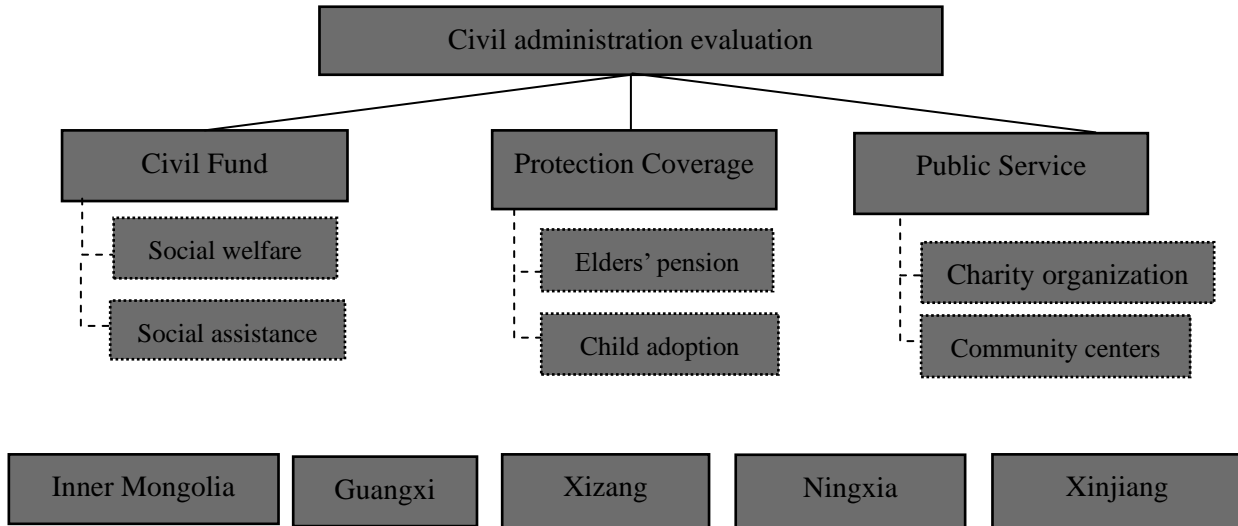 Civil administration evaluation
Civil Fund
Protection Coverage
Public Service
Social welfare
Elders’ pension
Charity organization
Social assistance
Child adoption
Community centers
Inner Mongolia
Guangxi
Xizang
Ningxia
Xinjiang